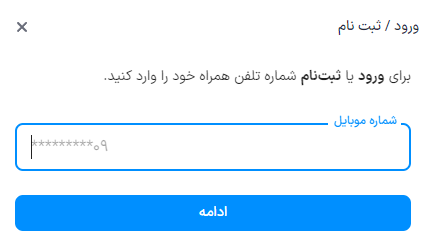 ورود / ثبت نام
برای ورود یا ثبت‌نام شماره تلفن همراه خود را وارد کنید.
شماره موبایل
۰۹*********
ادامه